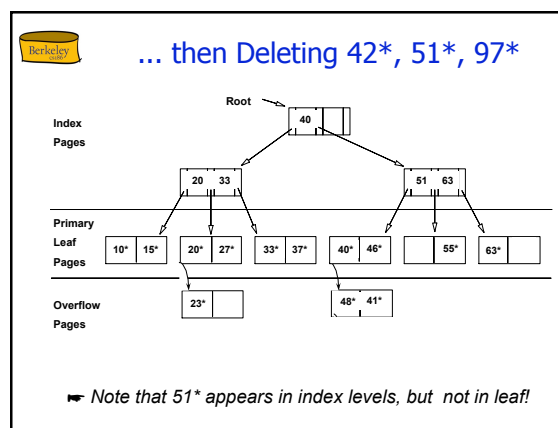 Berkeley
cs186
... then Deleting 42*, 51*, 97*
Root
Index
Pages
40
20 33
51 63
Primary
Leaf
Pages
10* 15* 20* 27* 33* 37* 40* 46* 55* 63*
Overflow
Pages
23* 48* 41*
☛ Note that 51* appears in index levels, but not in leaf!